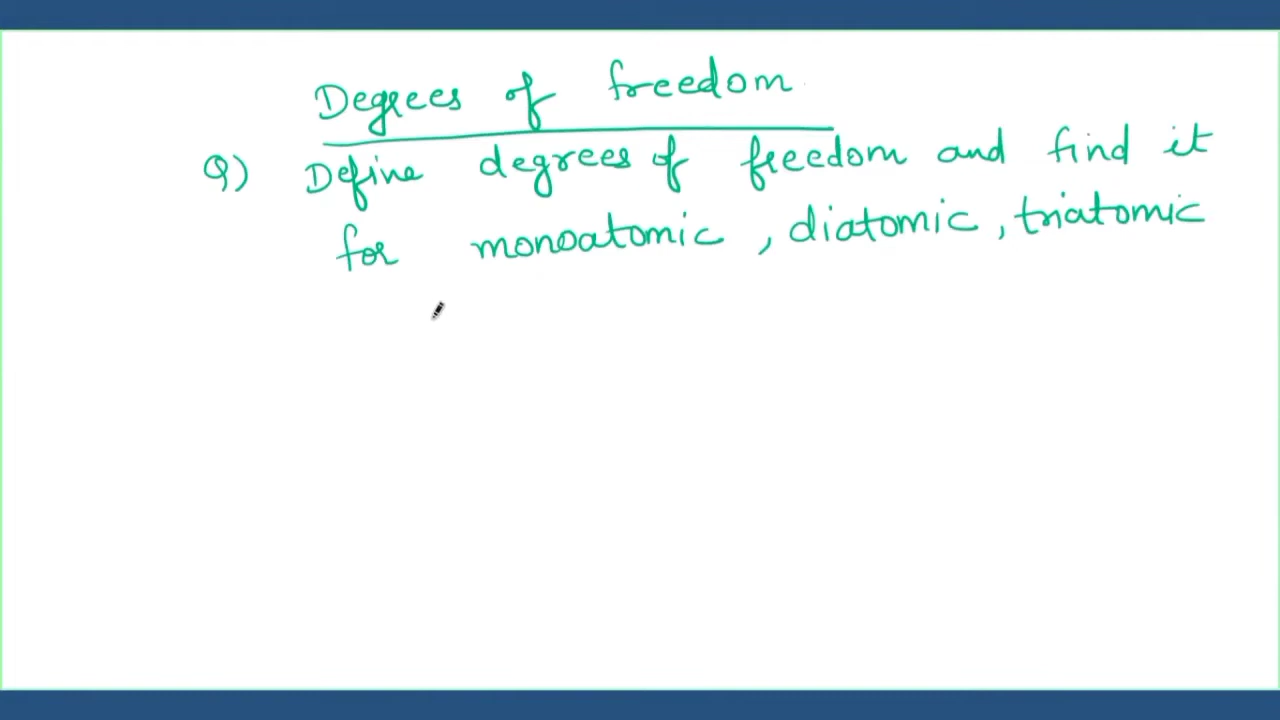 Degrees of freedom
Q) Define degrees of freedom and find it
for monoatomic, diatomic, triatomic